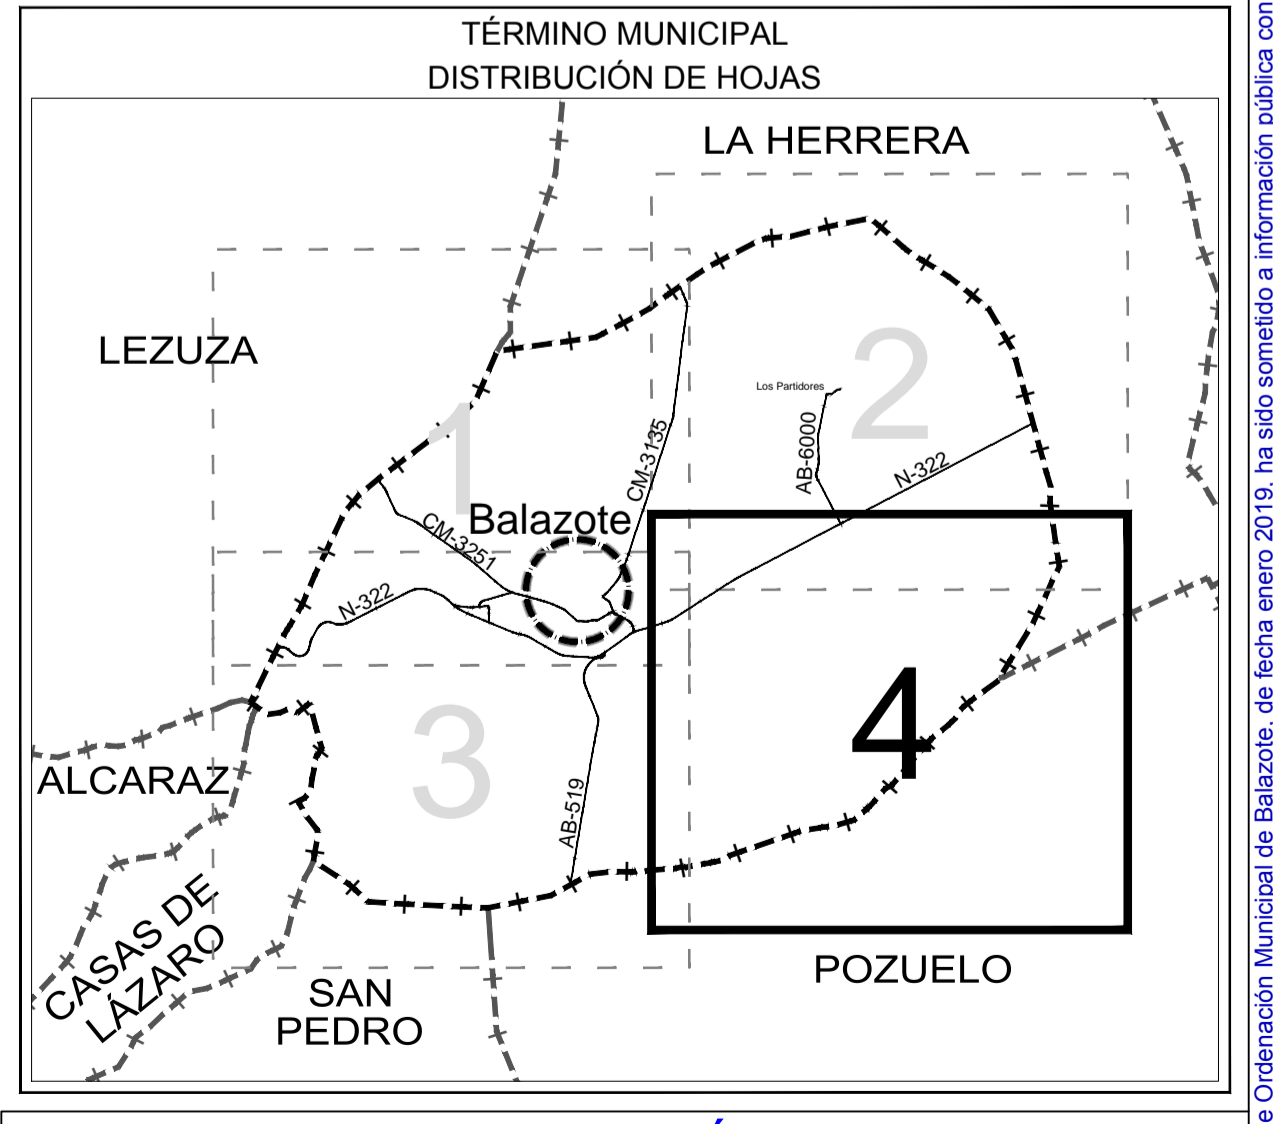 TÉRMINO MUNICIPAL
DISTRIBUCIÓN DE HOJAS
LA HERRERA
LEZUZA
1
2
Los Partidores
AB-6000
CM-3135
N-322
Balazote
CM-3251
N-322
3
4
AB-519
ALCARAZ
CASAS DE
LÁZARO
SAN
PEDRO
POZUELO
e Ordenación Municipal de Balazote, de fecha enero 2019, ha sido sometido a información pública con